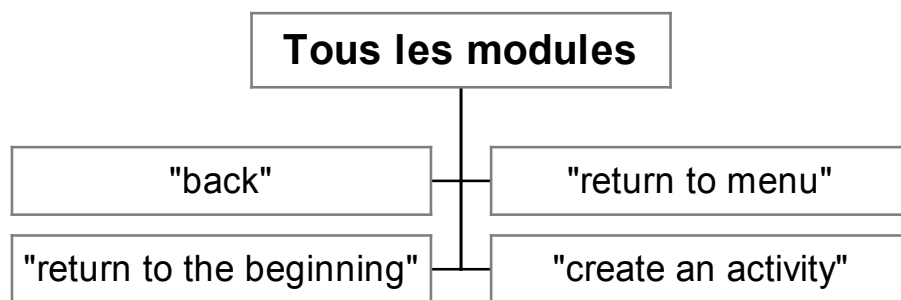 Tous les modules
"back"
"return to menu"
"return to the beginning"
"create an activity"